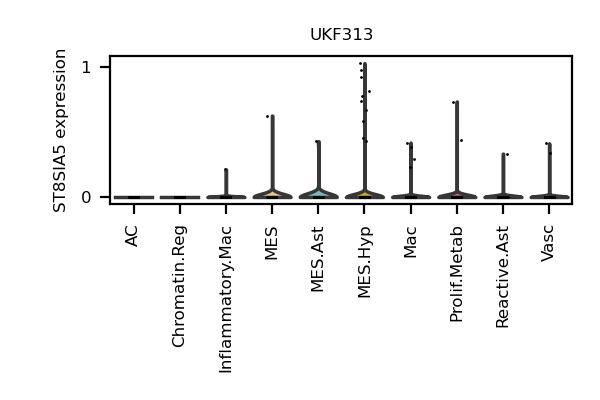 UKF313
ST8SIA5 expression
1
0
AC
Chromatin.Reg
Inflammatory.Mac
MES
MES.Ast
MES.Hyp
Mac
Prolif.Metab
Reactive.Ast
Vasc